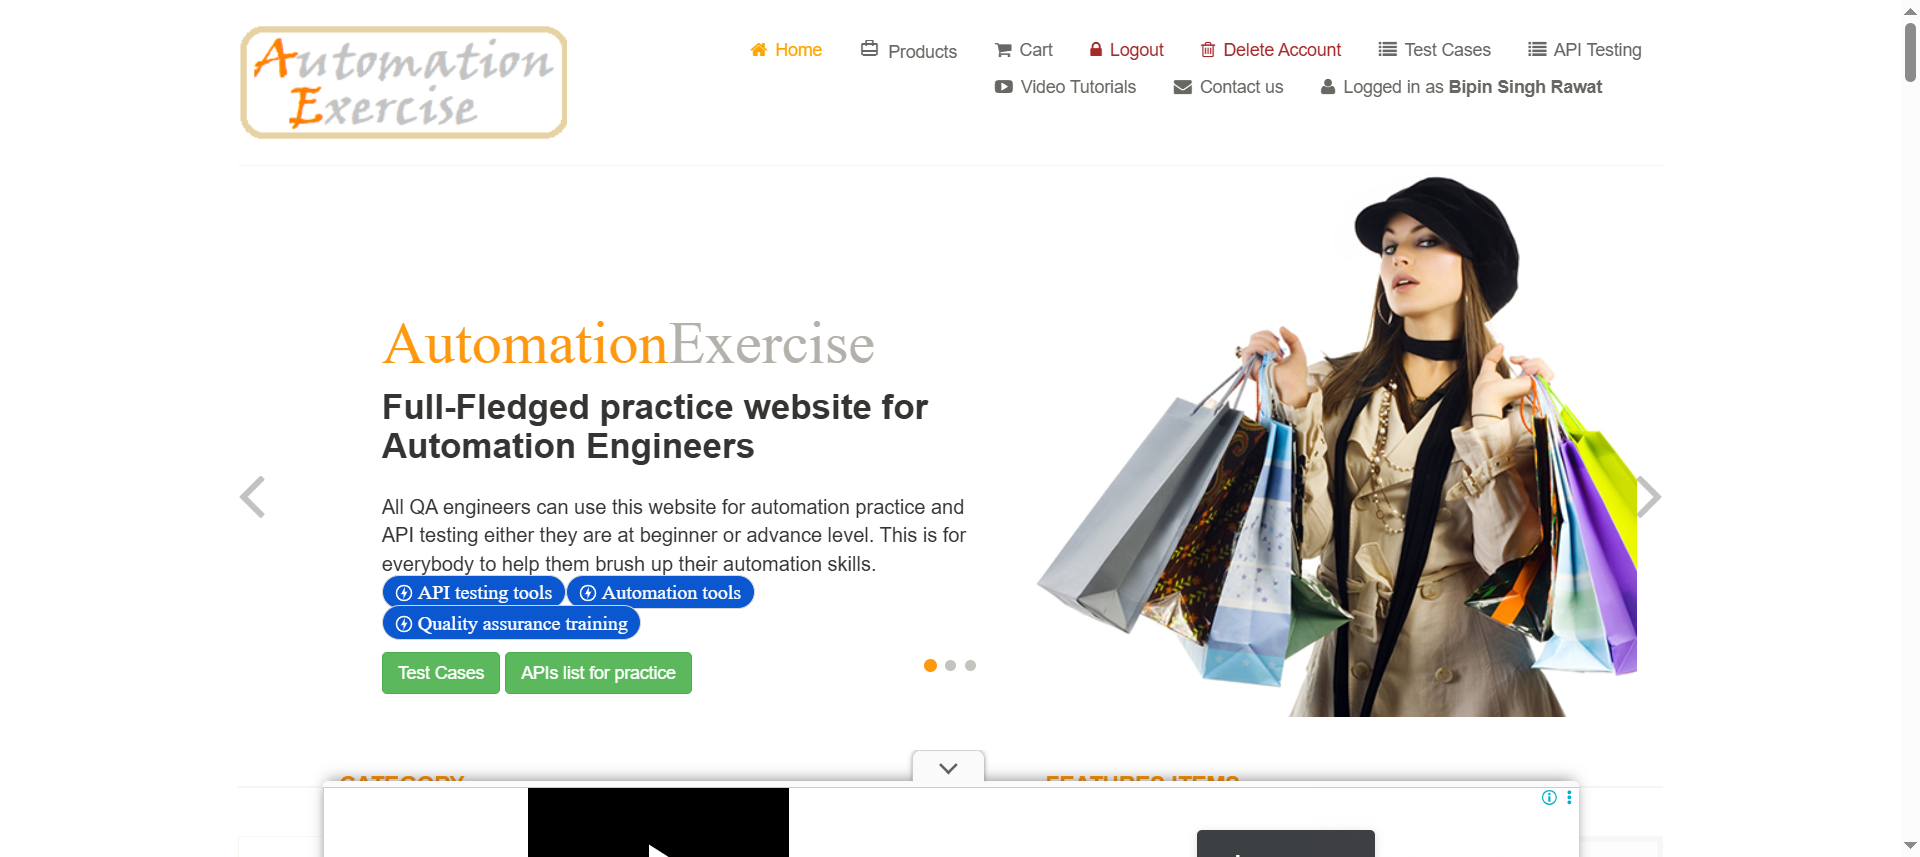 Automation
Exercise
Home
Products
Cart
Logout
Delete Account
Test Cases
API Testing
Video Tutorials
Contact us
Logged in as Bipin Singh Rawat
AutomationExercise
Full-Fledged practice website for
Automation Engineers
All QA engineers can use this website for automation practice and
API testing either they are at beginner or advance level. This is for
everybody to help them brush up their automation skills.
API testing tools
Automation tools
Quality assurance training
Test Cases
APIs list for practice
CATEGORY
FEATURES ITEMS